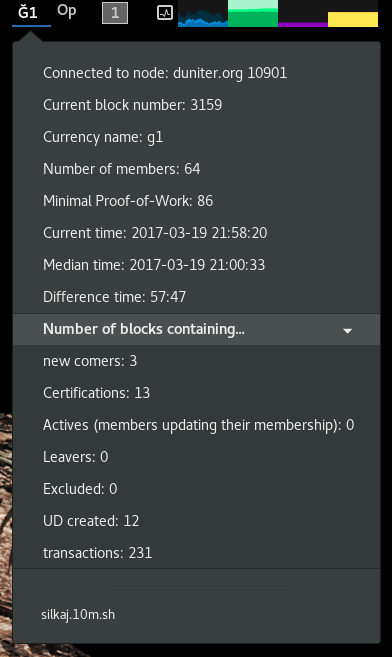 Ğ1 Op 1
Connected to node: duniter.org 10901
Current block number: 3159
Currency name: g1
Number of members: 64
Minimal Proof-of-Work: 86
Current time: 2017-03-19 21:58:20
Median time: 2017-03-19 21:00:33
Difference time: 57:47
Number of blocks containing...
new comers: 3
Certifications: 13
Actives (members updating their membership): 0
Leavers: 0
Excluded: 0
UD created: 12
transactions: 231
silkaj.10m.sh